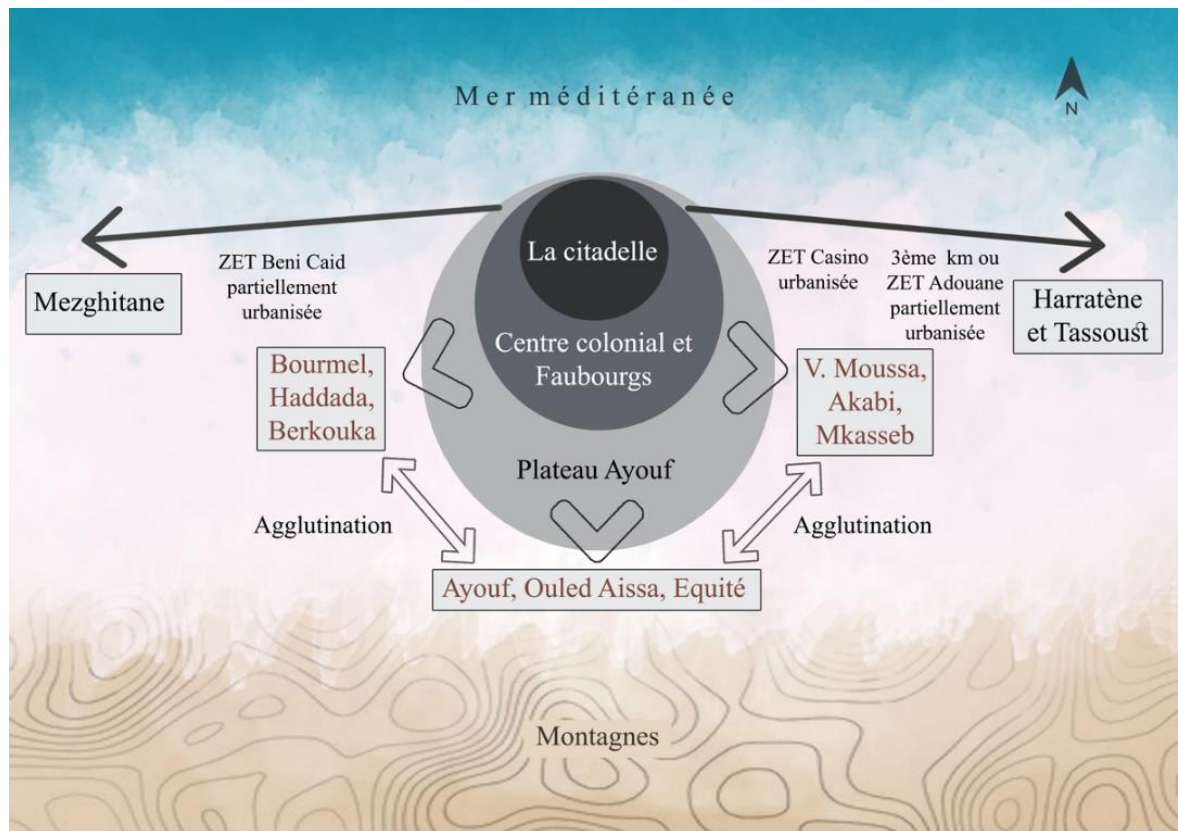 Mer méditéranée
N
La citadelle
ZET Beni Caid
partiellement
urbanisée
ZET Casino
urbanisée
3ème km ou
ZET Adouane
partiellement
urbanisée
Mezghitane
Harratène
et Tassoust
Centre colonial et
Faubourgs
Bourmel,
Haddada,
Berkouka
V. Moussa,
Akabi,
Mkasseb
Plateau Ayouf
Agglutination
Agglutination
Ayouf, Ouled Aissa, Equité
Montagnes